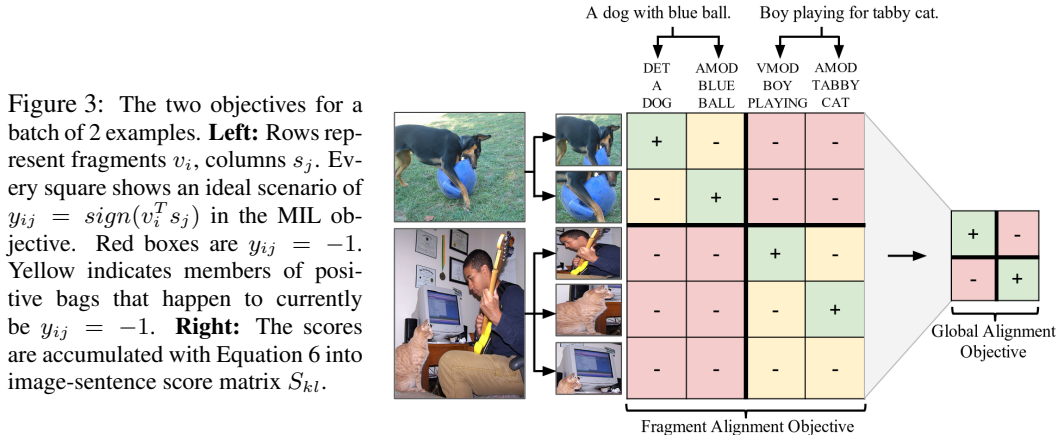 A dog with blue ball. Boy playing for tabby cat.
DET AMOD VMOD AMOD
A BLUE BOY TABBY
DOG BALL PLAYING CAT
Figure 3: The two objectives for a
batch of 2 examples. Left: Rows rep-
resent fragments v_i, columns s_j. Ev-
ery square shows an ideal scenario of
y_ij = sign(v_i^T s_j) in the MIL ob-
jective. Red boxes are y_ij = −1.
Yellow indicates members of posi-
tive bags that happen to currently
be y_ij = −1. Right: The scores
are accumulated with Equation 6 into
image-sentence score matrix S_kl.
+ - - -
- + - -
- - + -
- - - +
- - - -
Fragment Alignment Objective
+ -
- +
Global Alignment
Objective